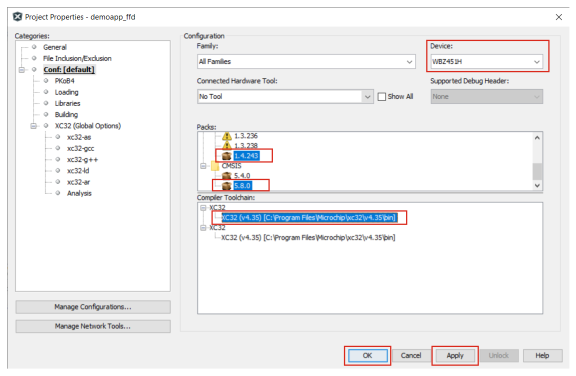 Project Properties - demoapp_ffd
Categories:
General
File Inclusion/Exclusion
Conf: [default]
PKoB4
Loading
Libraries
Building
XC32 (Global Options)
xc32-as
xc32-gcc
xc32-g++
xc32-ld
xc32-ar
Analysis
Manage Configurations...
Manage Network Tools...
Configuration
Family:
Device:
All Families
WBZ451H
Connected Hardware Tool:
Supported Debug Header:
No Tool
Show All
None
Packs:
1.3.236
1.3.238
1.4.243
CMSIS
5.4.0
5.8.0
Compiler Toolchain:
XC32
XC32 (v4.35) [C:\Program Files\Microchip\xc32\v4.35\bin]
XC32
XC32 (v4.35) [C:\Program Files\Microchip\xc32\v4.35\bin]
OK
Cancel
Apply
Unlock
Help